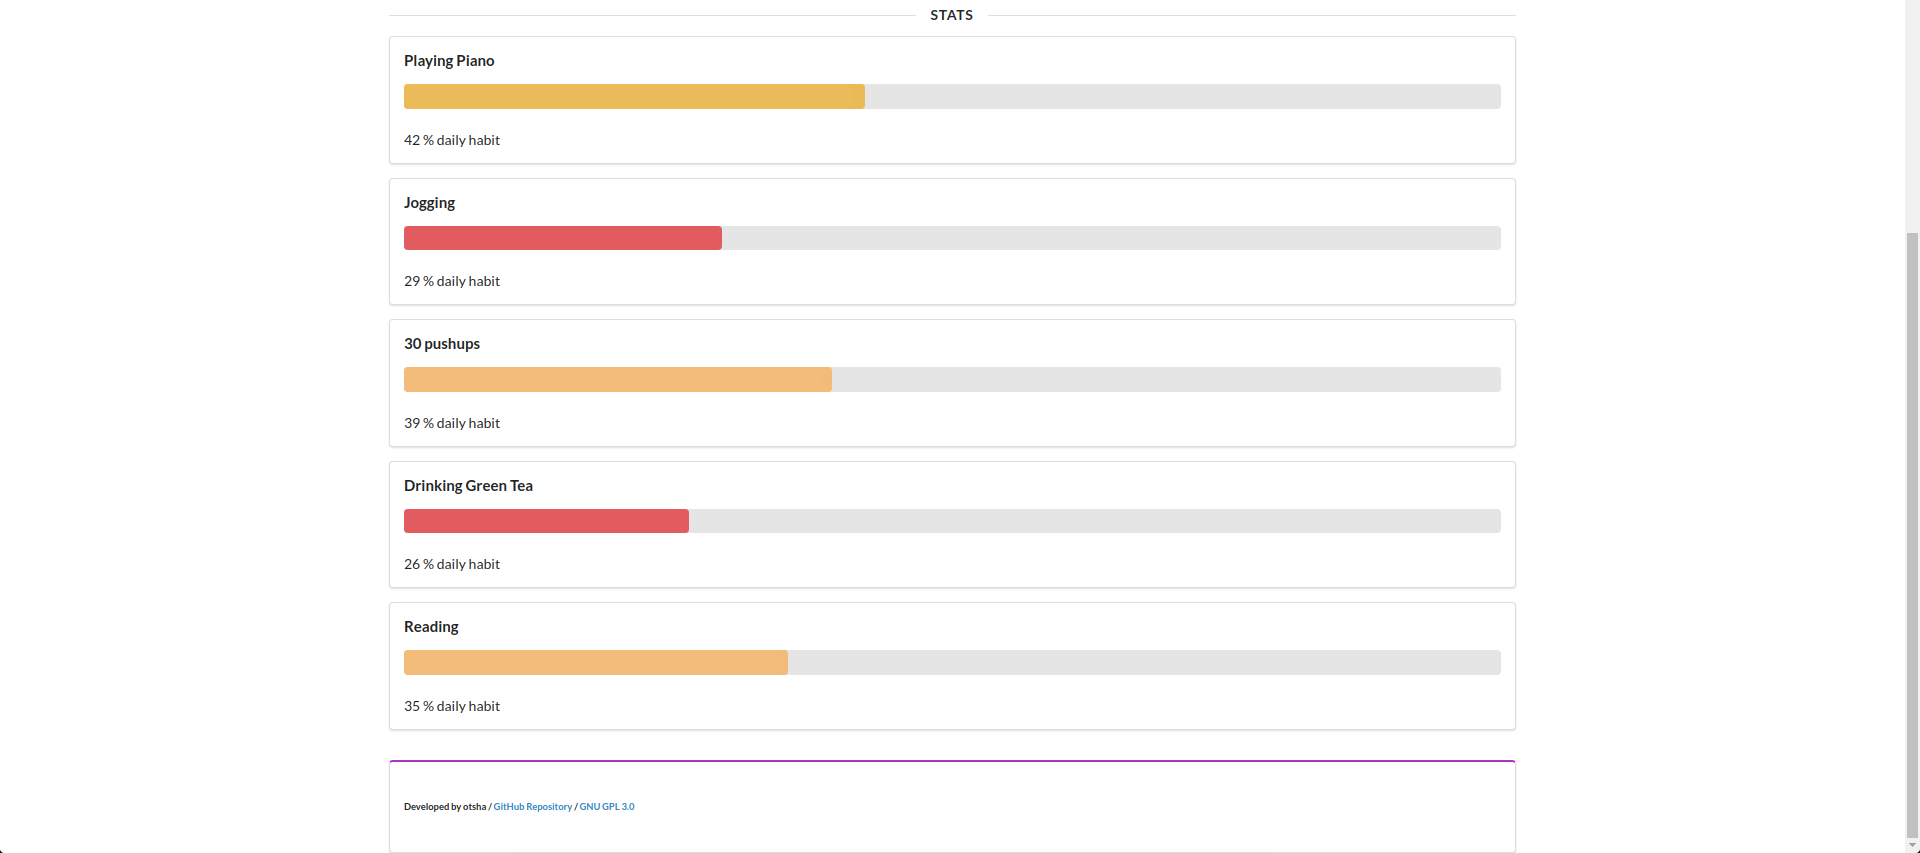 STATS
Playing Piano
42 % daily habit
Jogging
29 % daily habit
30 pushups
39 % daily habit
Drinking Green Tea
26 % daily habit
Reading
35 % daily habit
Developed by otsha / GitHub Repository / GNU GPL 3.0